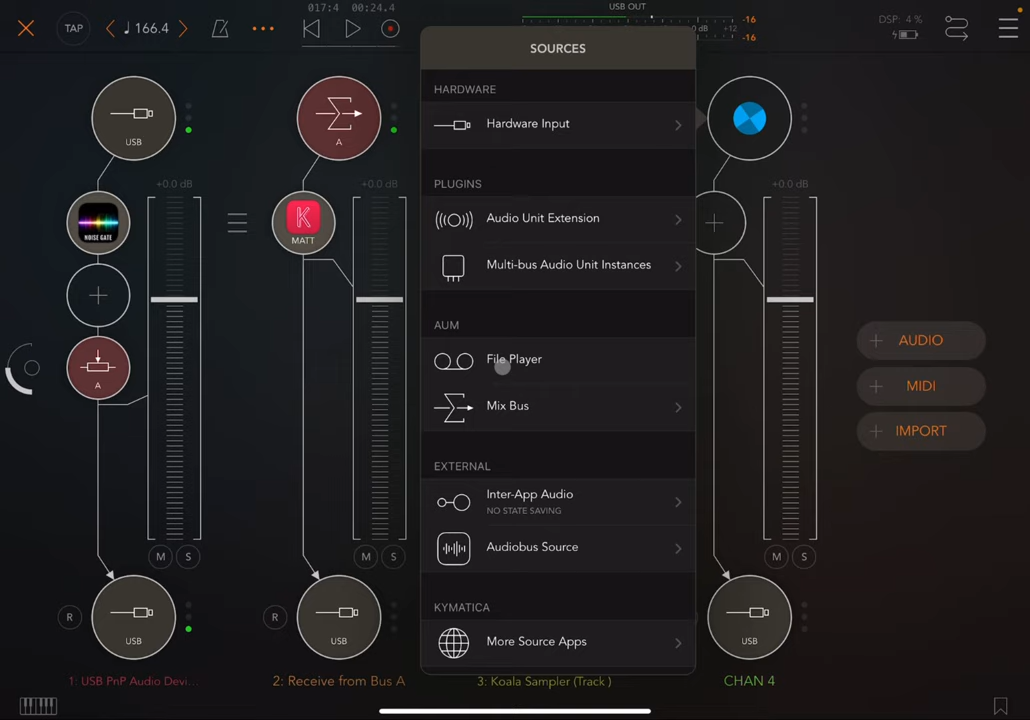 017:4
00:24.4
USB OUT
-16
TAP
166.4
dB
+12
-16
DSP: 4 %
SOURCES
HARDWARE
Hardware Input
PLUGINS
Audio Unit Extension
Multi-bus Audio Unit Instances
AUM
File Player
Mix Bus
EXTERNAL
Inter-App Audio
NO STATE SAVING
Audiobus Source
KYMATICA
More Source Apps
USB
+0.0 dB
NOISE GATE
A
M
S
R
USB
1: USB PnP Audio Devi...
A
+0.0 dB
K
MATT
M
S
R
USB
2: Receive from Bus A
3: Koala Sampler (Track )
+0.0 dB
M
S
USB
CHAN 4
+ AUDIO
+ MIDI
+ IMPORT